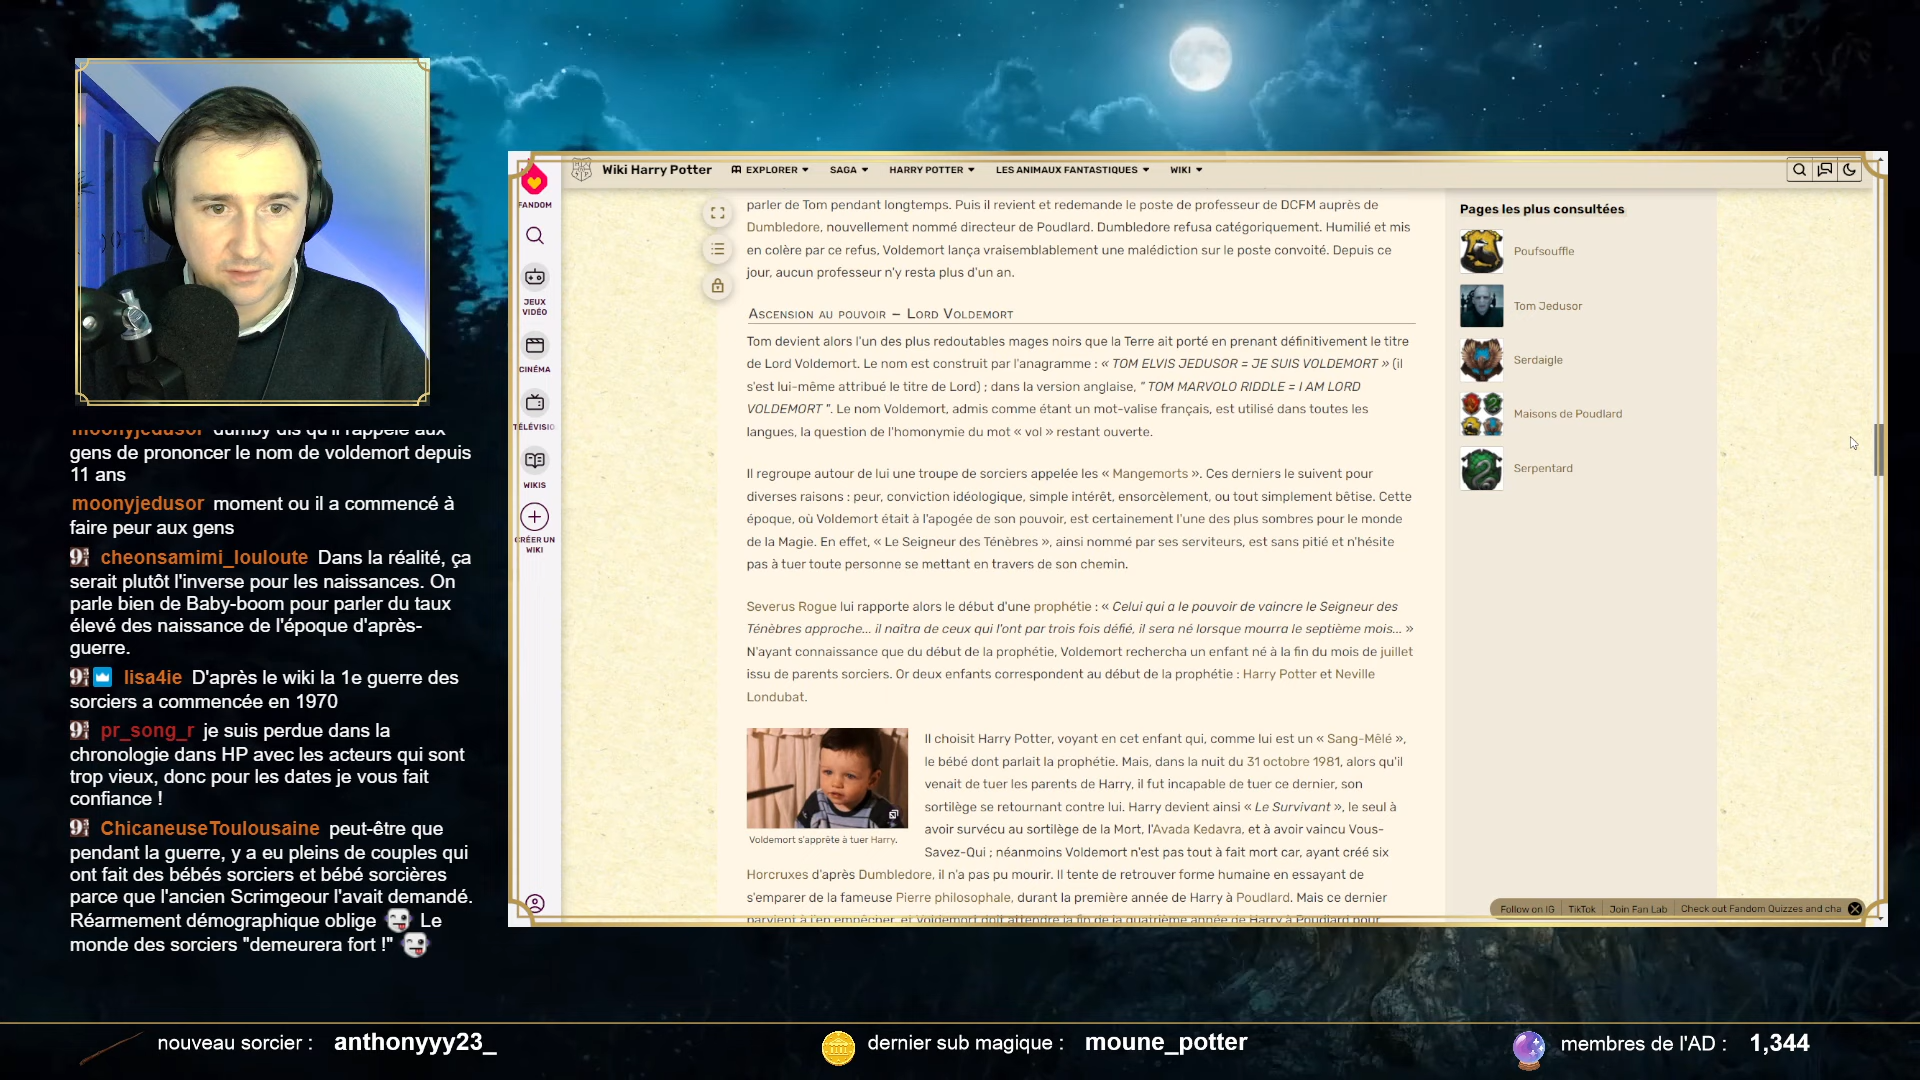 moonyjedusor dumby dis qu'il rappele aux
gens de prononcer le nom de voldemort depuis
11 ans
moonyjedusor moment ou il a commencé à
faire peur aux gens
cheonsamimi_louloute Dans la réalité, ça
serait plutôt l'inverse pour les naissances. On
parle bien de Baby-boom pour parler du taux
élevé des naissance de l'époque d'après-
guerre.
lisa4ie D'après le wiki la 1e guerre des
sorciers a commencée en 1970
pr_song_r je suis perdue dans la
chronologie dans HP avec les acteurs qui sont
trop vieux, donc pour les dates je vous fait
confiance !
ChicaneuseToulousaine peut-être que
pendant la guerre, y a eu pleins de couples qui
ont fait des bébés sorciers et bébé sorcières
parce que l'ancien Scrimgeour l'avait demandé.
Réarmement démographique oblige Le
monde des sorciers "demeurera fort !"
FANDOM
JEUX
VIDÉO
CINÉMA
TÉLÉVISIO
WIKIS
CRÉER UN
WIKI
Wiki Harry Potter EXPLORER SAGA HARRY POTTER LES ANIMAUX FANTASTIQUES WIKI
parler de Tom pendant longtemps. Puis il revient et redemande le poste de professeur de DCFM auprès de
Dumbledore, nouvellement nommé directeur de Poudlard. Dumbledore refusa catégoriquement. Humilié et mis
en colère par ce refus, Voldemort lança vraisemblablement une malédiction sur le poste convoité. Depuis ce
jour, aucun professeur n'y resta plus d'un an.
Ascension au pouvoir – Lord Voldemort
Tom devient alors l'un des plus redoutables mages noirs que la Terre ait porté en prenant définitivement le titre
de Lord Voldemort. Le nom est construit par l'anagramme : « TOM ELVIS JEDUSOR = JE SUIS VOLDEMORT » (il
s'est lui-même attribué le titre de Lord) ; dans la version anglaise, " TOM MARVOLO RIDDLE = I AM LORD
VOLDEMORT ". Le nom Voldemort, admis comme étant un mot-valise français, est utilisé dans toutes les
langues, la question de l'homonymie du mot « vol » restant ouverte.
Il regroupe autour de lui une troupe de sorciers appelée les « Mangemorts ». Ces derniers le suivent pour
diverses raisons : peur, conviction idéologique, simple intérêt, ensorcèlement, ou tout simplement bêtise. Cette
époque, où Voldemort était à l'apogée de son pouvoir, est certainement l'une des plus sombres pour le monde
de la Magie. En effet, « Le Seigneur des Ténèbres », ainsi nommé par ses serviteurs, est sans pitié et n'hésite
pas à tuer toute personne se mettant en travers de son chemin.
Severus Rogue lui rapporte alors le début d'une prophétie : « Celui qui a le pouvoir de vaincre le Seigneur des
Ténèbres approche... il naîtra de ceux qui l'ont par trois fois défié, il sera né lorsque mourra le septième mois... »
N'ayant connaissance que du début de la prophétie, Voldemort rechercha un enfant né à la fin du mois de juillet
issu de parents sorciers. Or deux enfants correspondent au début de la prophétie : Harry Potter et Neville
Londubat.
Il choisit Harry Potter, voyant en cet enfant qui, comme lui est un « Sang-Mêlé »,
le bébé dont parlait la prophétie. Mais, dans la nuit du 31 octobre 1981, alors qu'il
venait de tuer les parents de Harry, il fut incapable de tuer ce dernier, son
sortilège se retournant contre lui. Harry devient ainsi « Le Survivant », le seul à
avoir survécu au sortilège de la Mort, l'Avada Kedavra, et à avoir vaincu Vous-
Savez-Qui ; néanmoins Voldemort n'est pas tout à fait mort car, ayant créé six
Voldemort s'apprête à tuer Harry.
Horcruxes d'après Dumbledore, il n'a pas pu mourir. Il tente de retrouver forme humaine en essayant de
s'emparer de la fameuse Pierre philosophale, durant la première année de Harry à Poudlard. Mais ce dernier
parvient à l'en empêcher, et Voldemort doit attendre la fin de la quatrième année de Harry à Poudlard pour
Pages les plus consultées
Poufsouffle
Tom Jedusor
Serdaigle
Maisons de Poudlard
Serpentard
Follow on IG TikTok Join Fan Lab Check out Fandom Quizzes and cha
nouveau sorcier : anthonyyy23_
dernier sub magique : moune_potter
membres de l'AD : 1,344